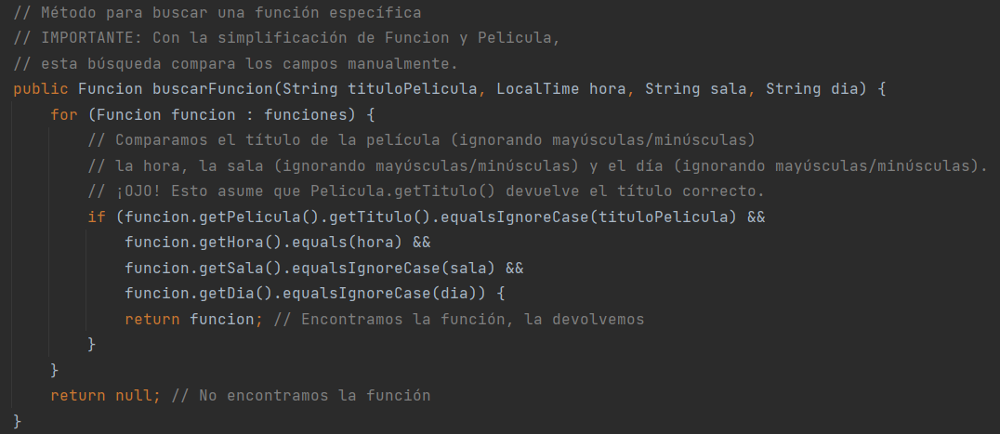 // Método para buscar una función específica
// IMPORTANTE: Con la simplificación de Funcion y Pelicula,
// esta búsqueda compara los campos manualmente.
public Funcion buscarFuncion(String tituloPelicula, LocalTime hora, String sala, String dia) {
    for (Funcion funcion : funciones) {
        // Comparamos el título de la película (ignorando mayúsculas/minúsculas)
        // la hora, la sala (ignorando mayúsculas/minúsculas) y el día (ignorando mayúsculas/minúsculas).
        // ¡OJO! Esto asume que Pelicula.getTitulo() devuelve el título correcto.
        if (funcion.getPelicula().getTitulo().equalsIgnoreCase(tituloPelicula) &&
            funcion.getHora().equals(hora) &&
            funcion.getSala().equalsIgnoreCase(sala) &&
            funcion.getDia().equalsIgnoreCase(dia)) {
            return funcion; // Encontramos la función, la devolvemos
        }
    }
    return null; // No encontramos la función
}